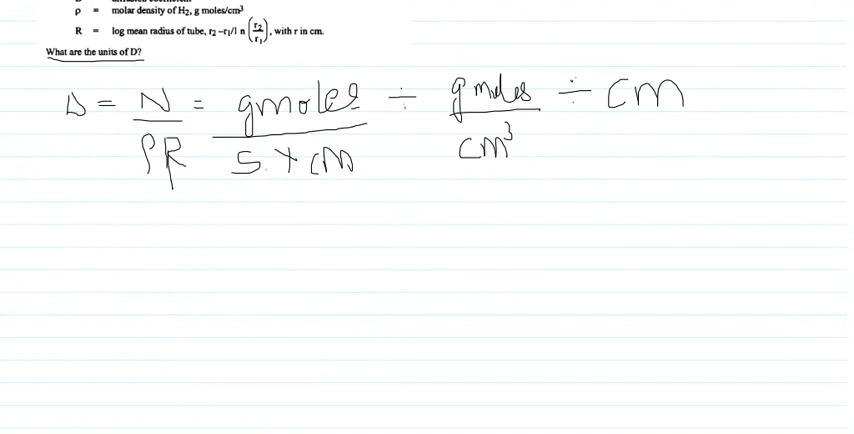 ρ = molar density of H₂, g moles/cm³
R = log mean radius of tube, r₂ –r₁/l n (r₂/r₁), with r in cm.
What are the units of D?
D = N/ρR = gmoles/s. × cm ÷ gmoles/cm³ ÷ cm